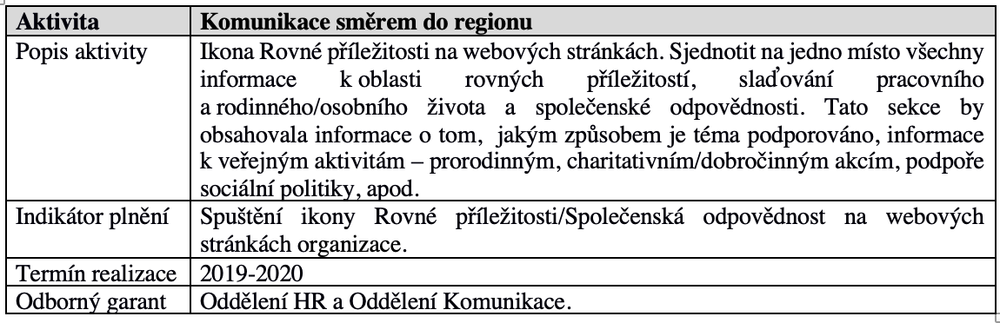 Aktivita Komunikace směrem do regionu
Popis aktivity Ikona Rovné příležitosti na webových stránkách. Sjednotit na jedno místo všechny
informace k oblasti rovných příležitostí, slaďování pracovního
a rodinného/osobního života a společenské odpovědnosti. Tato sekce by
obsahovala informace o tom, jakým způsobem je téma podporováno, informace
k veřejným aktivitám – prorodinným, charitativním/dobročinným akcím, podpoře
sociální politiky, apod.
Indikátor plnění Spuštění ikony Rovné příležitosti/Společenská odpovědnost na webových
stránkách organizace.
Termín realizace 2019-2020
Odborný garant Oddělení HR a Oddělení Komunikace.